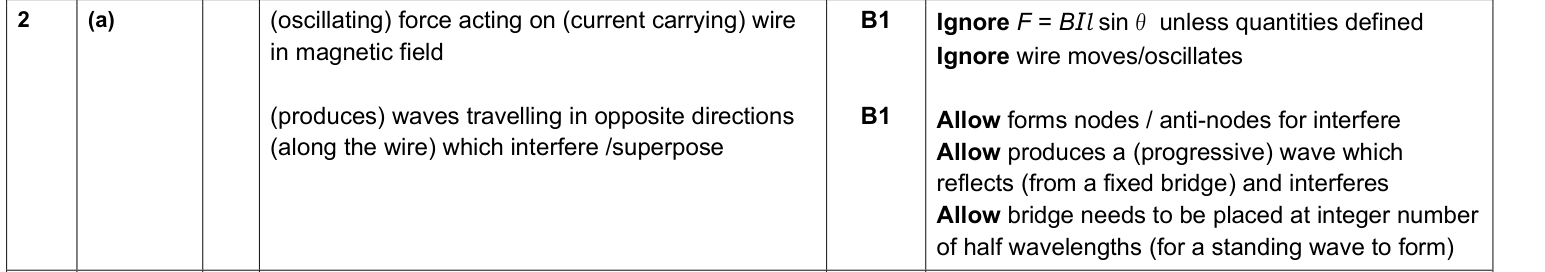 2 (a) (oscillating) force acting on (current carrying) wire B1 Ignore F = BIl sin θ unless quantities defined
in magnetic field Ignore wire moves/oscillates
(produces) waves travelling in opposite directions B1 Allow forms nodes / anti-nodes for interfere
(along the wire) which interfere /superpose Allow produces a (progressive) wave which
reflects (from a fixed bridge) and interferes
Allow bridge needs to be placed at integer number
of half wavelengths (for a standing wave to form)